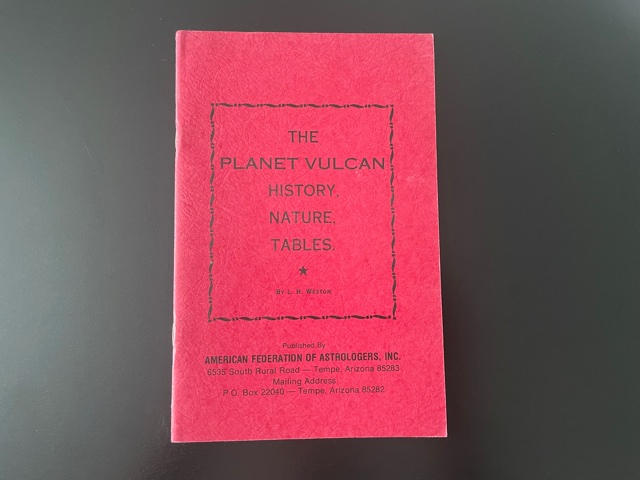 THE
PLANET VULCAN
HISTORY,
NATURE,
TABLES.
★
BY L. H. WESTON
Published By
AMERICAN FEDERATION OF ASTROLOGERS, INC.
6535 South Rural Road — Tempe, Arizona 85283
Mailing Address:
P.O. Box 22040 — Tempe, Arizona 85282